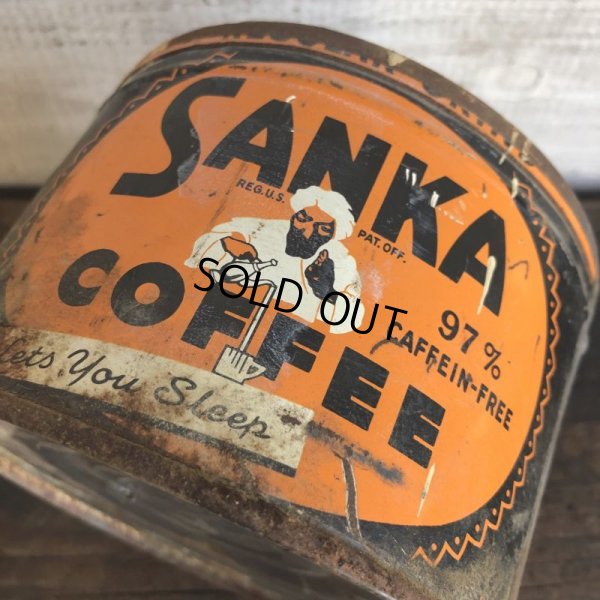 SANKA
REG. U.S. PAT. OFF.
COFFEE
97%
CAFFEIN-FREE
Lets You Sleep
SOLD OUT